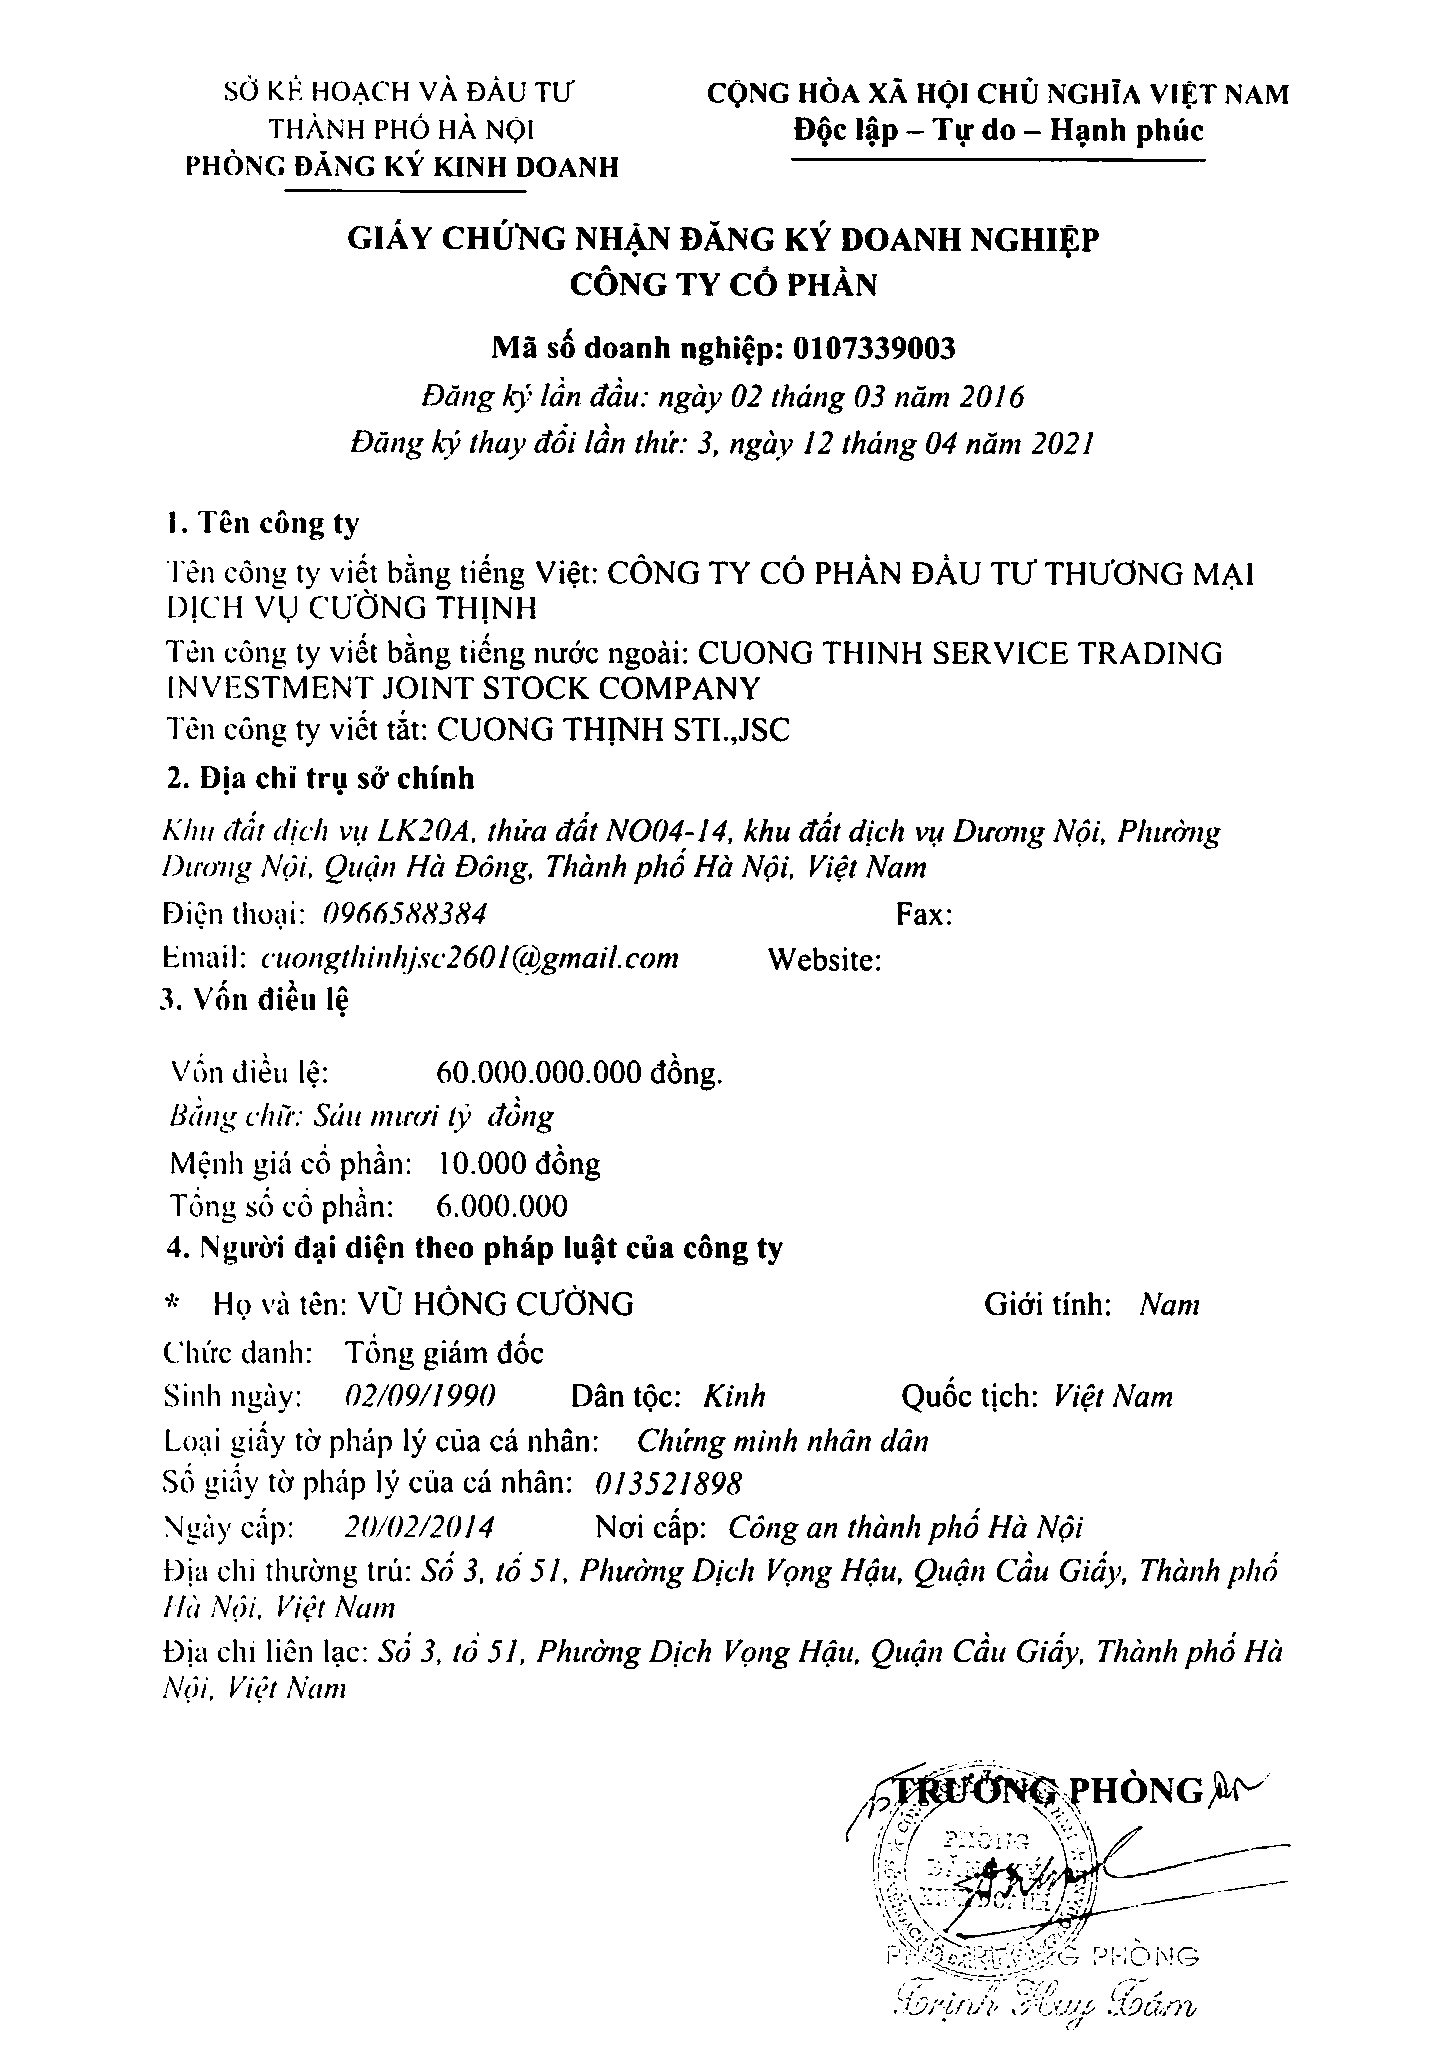 SỞ KẾ HOẠCH VÀ ĐẦU TƯ
THÀNH PHỐ HÀ NỘI
PHÒNG ĐĂNG KÝ KINH DOANH
CỘNG HÒA XÃ HỘI CHỦ NGHĨA VIỆT NAM
Độc lập – Tự do – Hạnh phúc
GIẤY CHỨNG NHẬN ĐĂNG KÝ DOANH NGHIỆP
CÔNG TY CỔ PHẦN
Mã số doanh nghiệp: 0107339003
Đăng ký lần đầu: ngày 02 tháng 03 năm 2016
Đăng ký thay đổi lần thứ: 3, ngày 12 tháng 04 năm 2021
1. Tên công ty
Tên công ty viết bằng tiếng Việt: CÔNG TY CỔ PHẦN ĐẦU TƯ THƯƠNG MẠI
DỊCH VỤ CƯỜNG THỊNH
Tên công ty viết bằng tiếng nước ngoài: CUONG THINH SERVICE TRADING
INVESTMENT JOINT STOCK COMPANY
Tên công ty viết tắt: CUONG THỊNH STI.,JSC
2. Địa chỉ trụ sở chính
Khu đất dịch vụ LK20A, thửa đất NO04-14, khu đất dịch vụ Dương Nội, Phường
Dương Nội, Quận Hà Đông, Thành phố Hà Nội, Việt Nam
Điện thoại: 0966588384 Fax:
Email: cuongthinhjsc2601@gmail.com Website:
3. Vốn điều lệ
Vốn điều lệ: 60.000.000.000 đồng.
Bằng chữ: Sáu mươi tỷ đồng
Mệnh giá cổ phần: 10.000 đồng
Tổng số cổ phần: 6.000.000
4. Người đại diện theo pháp luật của công ty
* Họ và tên: VŨ HỒNG CƯỜNG Giới tính: Nam
Chức danh: Tổng giám đốc
Sinh ngày: 02/09/1990 Dân tộc: Kinh Quốc tịch: Việt Nam
Loại giấy tờ pháp lý của cá nhân: Chứng minh nhân dân
Số giấy tờ pháp lý của cá nhân: 013521898
Ngày cấp: 20/02/2014 Nơi cấp: Công an thành phố Hà Nội
Địa chỉ thường trú: Số 3, tổ 51, Phường Dịch Vọng Hậu, Quận Cầu Giấy, Thành phố
Hà Nội, Việt Nam
Địa chỉ liên lạc: Số 3, tổ 51, Phường Dịch Vọng Hậu, Quận Cầu Giấy, Thành phố Hà
Nội, Việt Nam
TRƯỞNG PHÒNG
PHÒNG
ĐĂNG KÝ
KINH DOANH
PHÓ TRƯỞNG PHÒNG
Trịnh Huy Tám